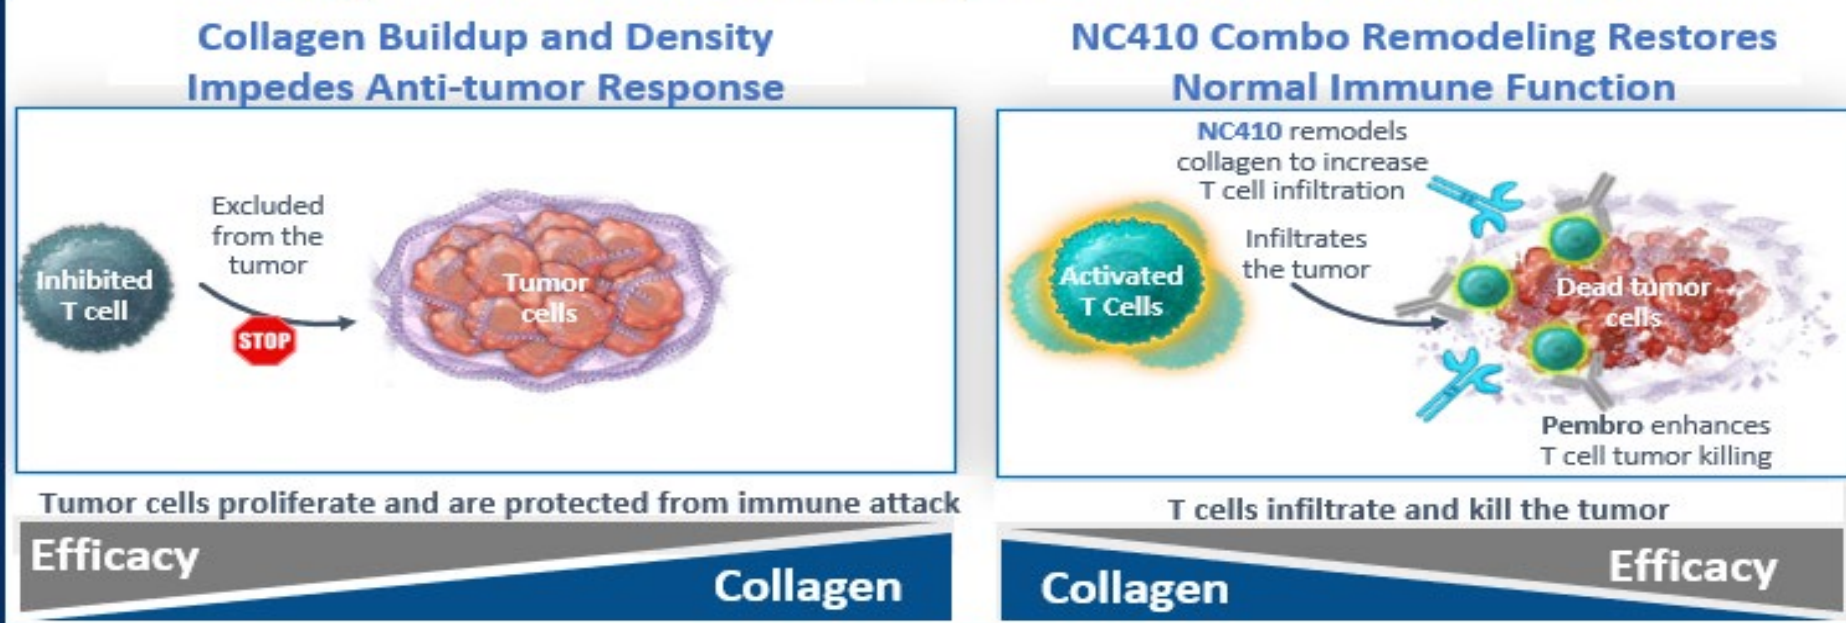 Collagen Buildup and Density
Impedes Anti-tumor Response
Inhibited
T cell
Excluded
from the
tumor
STOP
Tumor
cells
Tumor cells proliferate and are protected from immune attack
Efficacy
Collagen
NC410 Combo Remodeling Restores
Normal Immune Function
NC410 remodels
collagen to increase
T cell infiltration
Activated
T Cells
Infiltrates
the tumor
Dead tumor
cells
Pembro enhances
T cell tumor killing
T cells infiltrate and kill the tumor
Collagen
Efficacy